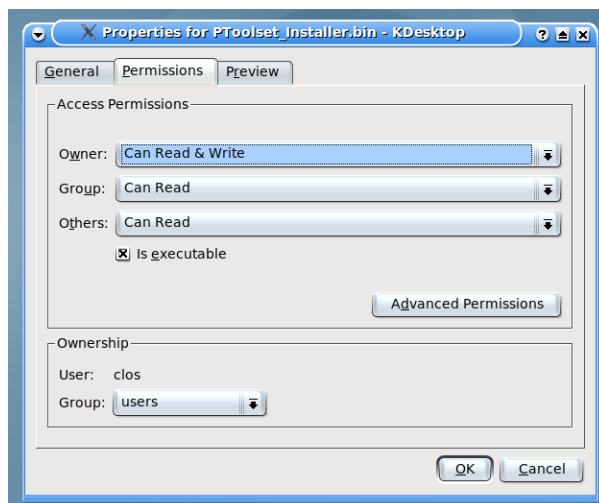 Properties for PToolset_Installer.bin - KDesktop
General Permissions Preview
Access Permissions
Owner: Can Read & Write
Group: Can Read
Others: Can Read
Is executable
Advanced Permissions
Ownership
User: clos
Group: users
OK Cancel